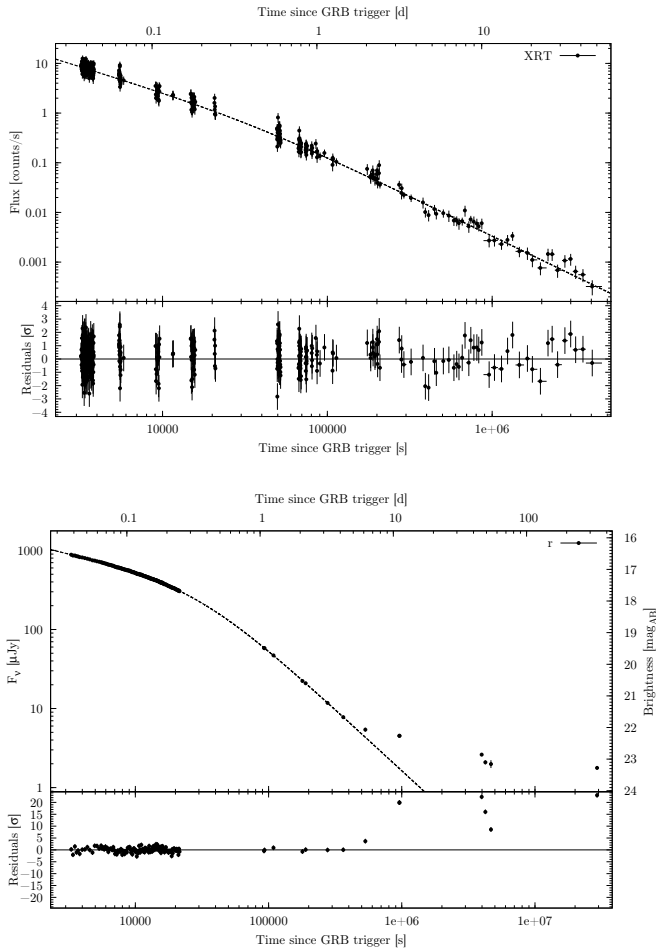 Time since GRB trigger [d]
0.1 1 10
XRT
10
1
0.1
0.01
0.001
Flux [counts/s]
4
3
2
1
0
−1
−2
−3
−4
Residuals [σ]
10000 100000 1e+06
Time since GRB trigger [s]
Time since GRB trigger [d]
0.1 1 10 100
r
1000
100
10
1
Fν [μJy]
16
17
18
19
20
21
22
23
24
Brightness [magAB]
20
15
10
5
0
−5
−10
−15
−20
Residuals [σ]
10000 100000 1e+06 1e+07
Time since GRB trigger [s]